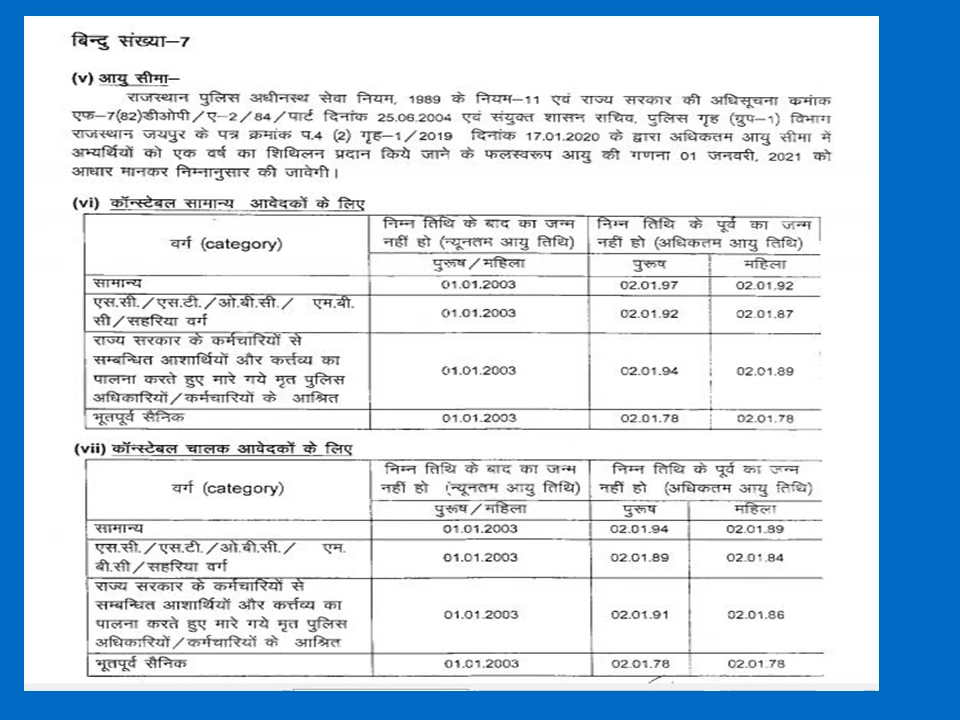 बिन्दु संख्या–7
(v) आयु सीमा–
राजस्थान पुलिस अधीनस्थ सेवा नियम, 1989 के नियम–11 एवं राज्य सरकार की अधिसूचना कमांक
एफ–7(82)डीओपी/ए–2/84/पार्ट दिनांक 25.06.2004 एवं संयुक्त शासन सचिव, पुलिस गृह (ग्रुप–1) विभाग
राजस्थान जयपुर के पत्र क्रमांक प.4 (2) गृह–1/2019 दिनांक 17.01.2020 के द्वारा अधिकतम आयु सीमा में
अभ्यर्थियों को एक वर्ष का शिथिलन प्रदान किये जाने के फलस्वरूप आयु की गणना 01 जनवरी, 2021 को
आधार मानकर निम्नानुसार की जावेगी।
(vi) कॉन्स्टेबल सामान्य आवेदकों के लिए
वर्ग (category)
निम्न तिथि के बाद का जन्म
नहीं हो (न्यूनतम आयु तिथि)
निम्न तिथि के पूर्व का जन्म
नहीं हो (अधिकतम आयु तिथि)
पुरूष/महिला पुरूष महिला
सामान्य 01.01.2003 02.01.97 02.01.92
एस.सी./एस.टी./ओ.बी.सी./ एम.बी.
सी/सहरिया वर्ग
01.01.2003 02.01.92 02.01.87
राज्य सरकार के कर्मचारियों से
सम्बन्धित आशार्थियों और कर्त्तव्य का
पालना करते हुए मारे गये मृत पुलिस
अधिकारियों/कर्मचारियों के आश्रित
01.01.2003 02.01.94 02.01.89
भूतपूर्व सैनिक 01.01.2003 02.01.78 02.01.78
(vii) कॉन्स्टेबल चालक आवेदकों के लिए
वर्ग (category)
निम्न तिथि के बाद का जन्म
नहीं हो (न्यूनतम आयु तिथि)
निम्न तिथि के पूर्व का जन्म
नहीं हो (अधिकतम आयु तिथि)
पुरूष/महिला पुरूष महिला
सामान्य 01.01.2003 02.01.94 02.01.89
एस.सी./एस.टी./ओ.बी.सी./ एम.
बी.सी/सहरिया वर्ग
01.01.2003 02.01.89 02.01.84
राज्य सरकार के कर्मचारियों से
सम्बन्धित आशार्थियों और कर्त्तव्य का
पालना करते हुए मारे गये मृत पुलिस
अधिकारियों/कर्मचारियों के आश्रित
01.01.2003 02.01.91 02.01.86
भूतपूर्व सैनिक 01.01.2003 02.01.78 02.01.78